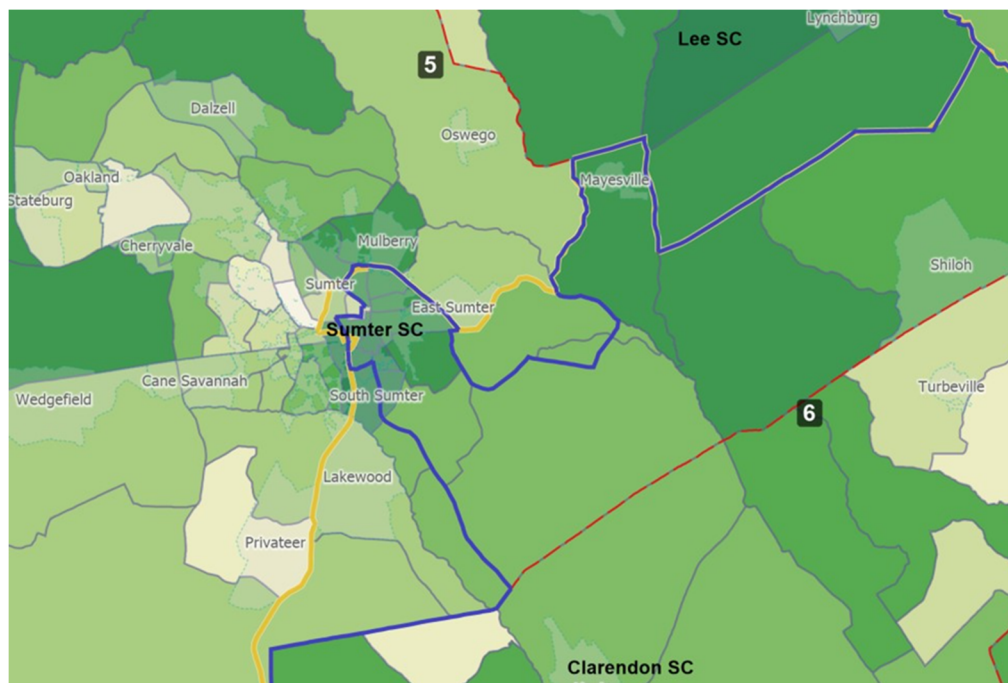 Lynchburg
Lee SC
5
Dalzell
Oswego
Oakland
Mayesville
Stateburg
Mulberry
Cherryvale
Shiloh
Sumter
East Sumter
Sumter SC
Cane Savannah
Turbeville
South Sumter
Wedgefield
6
Lakewood
Privateer
Clarendon SC